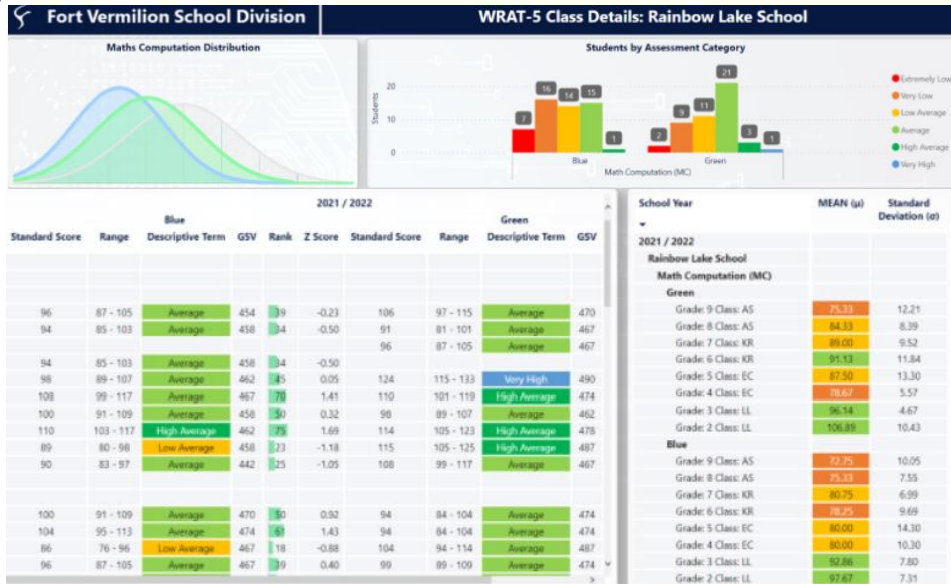 Fort Vermilion School Division
WRAT-5 Class Details: Rainbow Lake School
Maths Computation Distribution
Students by Assessment Category
Students
20
10
0
7
16
14
15
1
2
9
11
21
3
1
Blue
Green
Math Computation (MC)
Extremely Low
Very Low
Low Average
Average
High Average
Very High
2021 / 2022
Blue
Green
Standard Score Range Descriptive Term GSV Rank Z Score Standard Score Range Descriptive Term GSV
96 87 - 105 Average 454 39 -0.23 106 97 - 115 Average 470
94 85 - 103 Average 458 34 -0.50 91 81 - 101 Average 467
96 87 - 105 Average 467
94 85 - 103 Average 458 34 -0.50
98 89 - 107 Average 462 45 0.05 124 115 - 133 Very High 490
108 99 - 117 Average 467 70 1.41 110 101 - 119 High Average 474
100 91 - 109 Average 458 50 0.32 98 89 - 107 Average 462
110 103 - 117 High Average 462 75 1.69 114 105 - 123 High Average 478
89 80 - 98 Low Average 458 23 -1.18 115 105 - 125 High Average 487
90 83 - 97 Average 442 25 -1.05 108 99 - 117 Average 467
100 91 - 109 Average 470 50 0.92 94 84 - 104 Average 474
104 95 - 113 Average 474 61 1.43 94 84 - 104 Average 474
86 76 - 96 Low Average 467 18 -0.88 104 94 - 114 Average 487
96 87 - 105 Average 467 39 0.40 99 89 - 109 Average 474
School Year MEAN (μ) Standard Deviation (σ)
2021 / 2022
Rainbow Lake School
Math Computation (MC)
Green
Grade: 9 Class: AS 75.33 12.21
Grade: 8 Class: AS 84.33 8.39
Grade: 7 Class: KR 89.00 9.52
Grade: 6 Class: KR 91.13 11.84
Grade: 5 Class: EC 87.50 13.30
Grade: 4 Class: EC 78.67 5.57
Grade: 3 Class: LL 96.14 4.67
Grade: 2 Class: LL 106.89 10.43
Blue
Grade: 9 Class: AS 72.75 10.05
Grade: 8 Class: AS 75.33 7.55
Grade: 7 Class: KR 80.75 6.99
Grade: 6 Class: KR 78.25 9.69
Grade: 5 Class: EC 80.00 14.30
Grade: 4 Class: EC 80.00 10.30
Grade: 3 Class: LL 92.86 7.80
Grade: 2 Class: LL 97.67 7.31